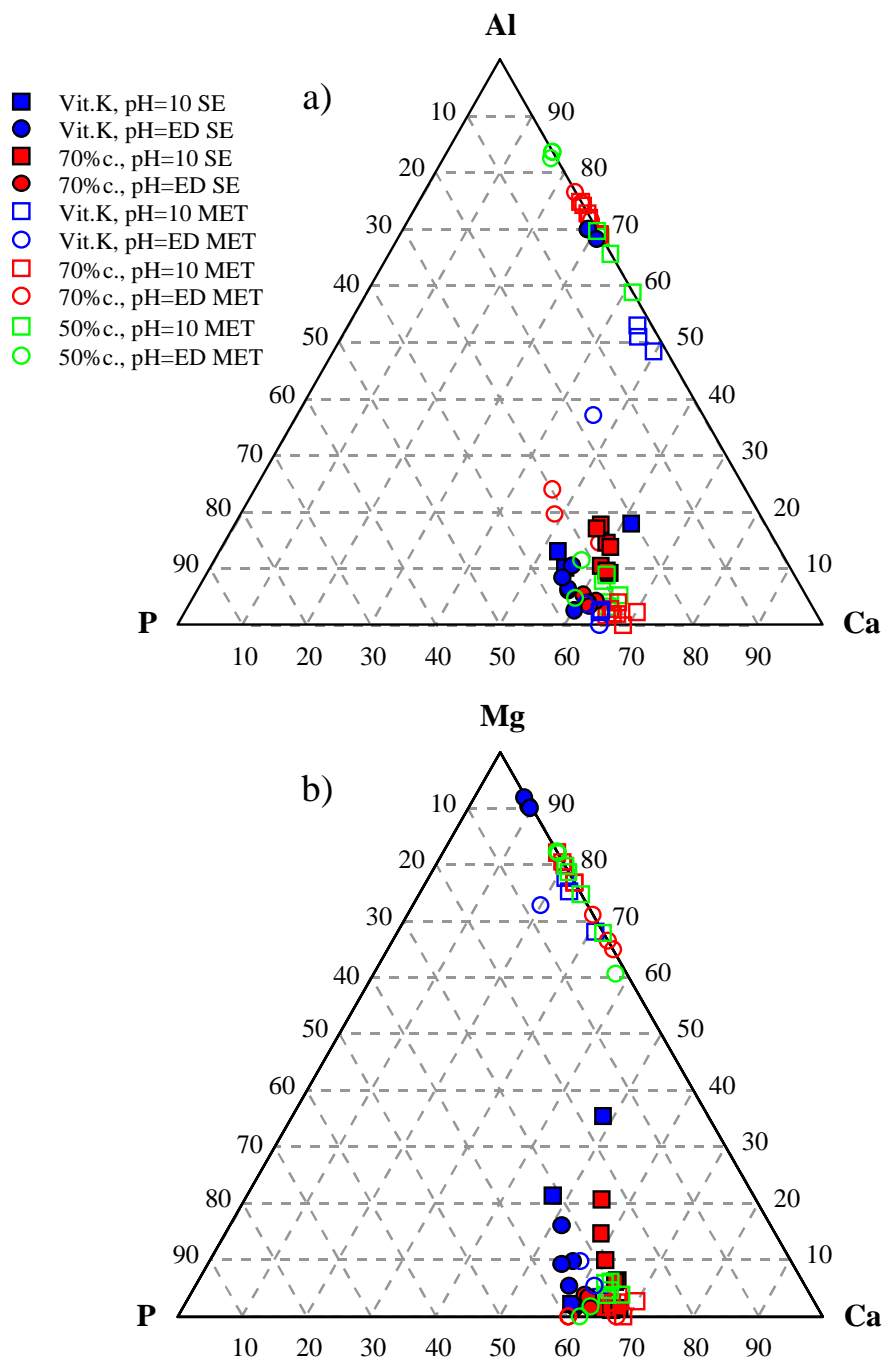 Al
a)
Vit.K, pH=10 SE
Vit.K, pH=ED SE
70%c., pH=10 SE
70%c., pH=ED SE
Vit.K, pH=10 MET
Vit.K, pH=ED MET
70%c., pH=10 MET
70%c., pH=ED MET
50%c., pH=10 MET
50%c., pH=ED MET
10 90
20 80
30 70
40 60
50 50
60 40
70 30
80 20
90 10
P Ca
10 20 30 40 50 60 70 80 90
Mg
b)
10 90
20 80
30 70
40 60
50 50
60 40
70 30
80 20
90 10
P Ca
10 20 30 40 50 60 70 80 90